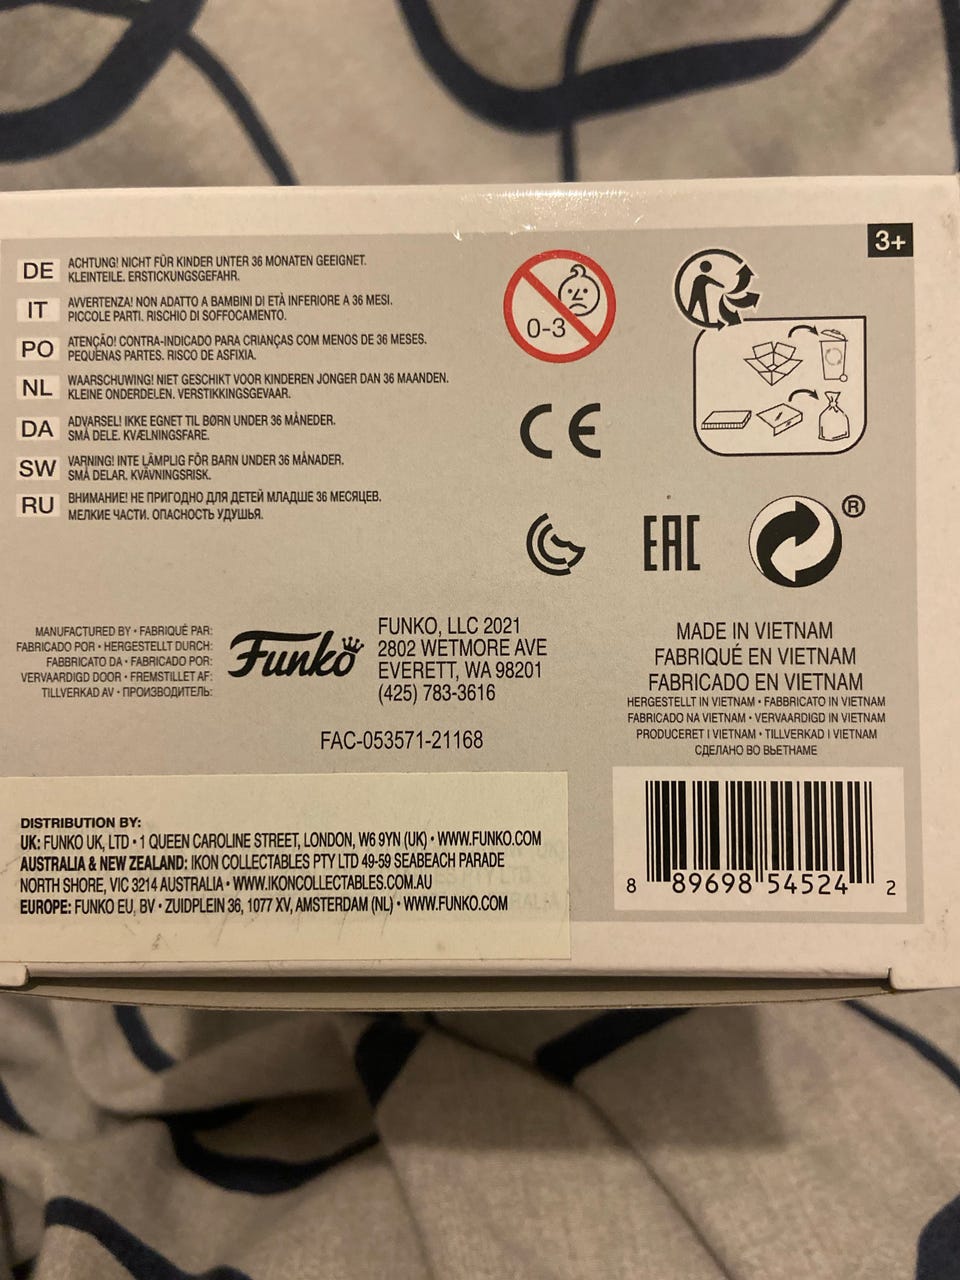 3+
DE
ACHTUNG! NICHT FÜR KINDER UNTER 36 MONATEN GEEIGNET.
KLEINTEILE. ERSTICKUNGSGEFAHR.
IT
AVVERTENZA! NON ADATTO A BAMBINI DI ETÀ INFERIORE A 36 MESI.
PICCOLE PARTI. RISCHIO DI SOFFOCAMENTO.
PO
ATENÇÃO! CONTRA-INDICADO PARA CRIANÇAS COM MENOS DE 36 MESES.
PEQUENAS PARTES. RISCO DE ASFIXIA.
NL
WAARSCHUWING! NIET GESCHIKT VOOR KINDEREN JONGER DAN 36 MAANDEN.
KLEINE ONDERDELEN. VERSTIKKINGSGEVAAR.
DA
ADVARSEL! IKKE EGNET TIL BØRN UNDER 36 MÅNEDER.
SMÅ DELE. KVÆLNINGSFARE.
SW
VARNING! INTE LÄMPLIG FÖR BARN UNDER 36 MÅNADER.
SMÅ DELAR. KVÄVNINGSRISK.
RU
ВНИМАНИЕ! НЕ ПРИГОДНО ДЛЯ ДЕТЕЙ МЛАДШЕ 36 МЕСЯЦЕВ.
МЕЛКИЕ ЧАСТИ. ОПАСНОСТЬ УДУШЬЯ.
0-3
CE
EAC
®
MANUFACTURED BY • FABRIQUÉ PAR:
FABRICADO POR • HERGESTELLT DURCH:
FABBRICATO DA • FABRICADO POR:
VERVAARDIGD DOOR • FREMSTILLET AF:
TILLVERKAD AV • ПРОИЗВОДИТЕЛЬ:
Funko
FUNKO, LLC 2021
2802 WETMORE AVE
EVERETT, WA 98201
(425) 783-3616
FAC-053571-21168
MADE IN VIETNAM
FABRIQUÉ EN VIETNAM
FABRICADO EN VIETNAM
HERGESTELLT IN VIETNAM • FABBRICATO IN VIETNAM
FABRICADO NA VIETNAM • VERVAARDIGD IN VIETNAM
PRODUCERET I VIETNAM • TILLVERKAD I VIETNAM
СДЕЛАНО ВО ВЬЕТНАМЕ
DISTRIBUTION BY:
UK: FUNKO UK, LTD • 1 QUEEN CAROLINE STREET, LONDON, W6 9YN (UK) • WWW.FUNKO.COM
AUSTRALIA & NEW ZEALAND: IKON COLLECTABLES PTY LTD 49-59 SEABEACH PARADE
NORTH SHORE, VIC 3214 AUSTRALIA • WWW.IKONCOLLECTABLES.COM.AU
EUROPE: FUNKO EU, BV • ZUIDPLEIN 36, 1077 XV, AMSTERDAM (NL) • WWW.FUNKO.COM
8 89698 54524 2